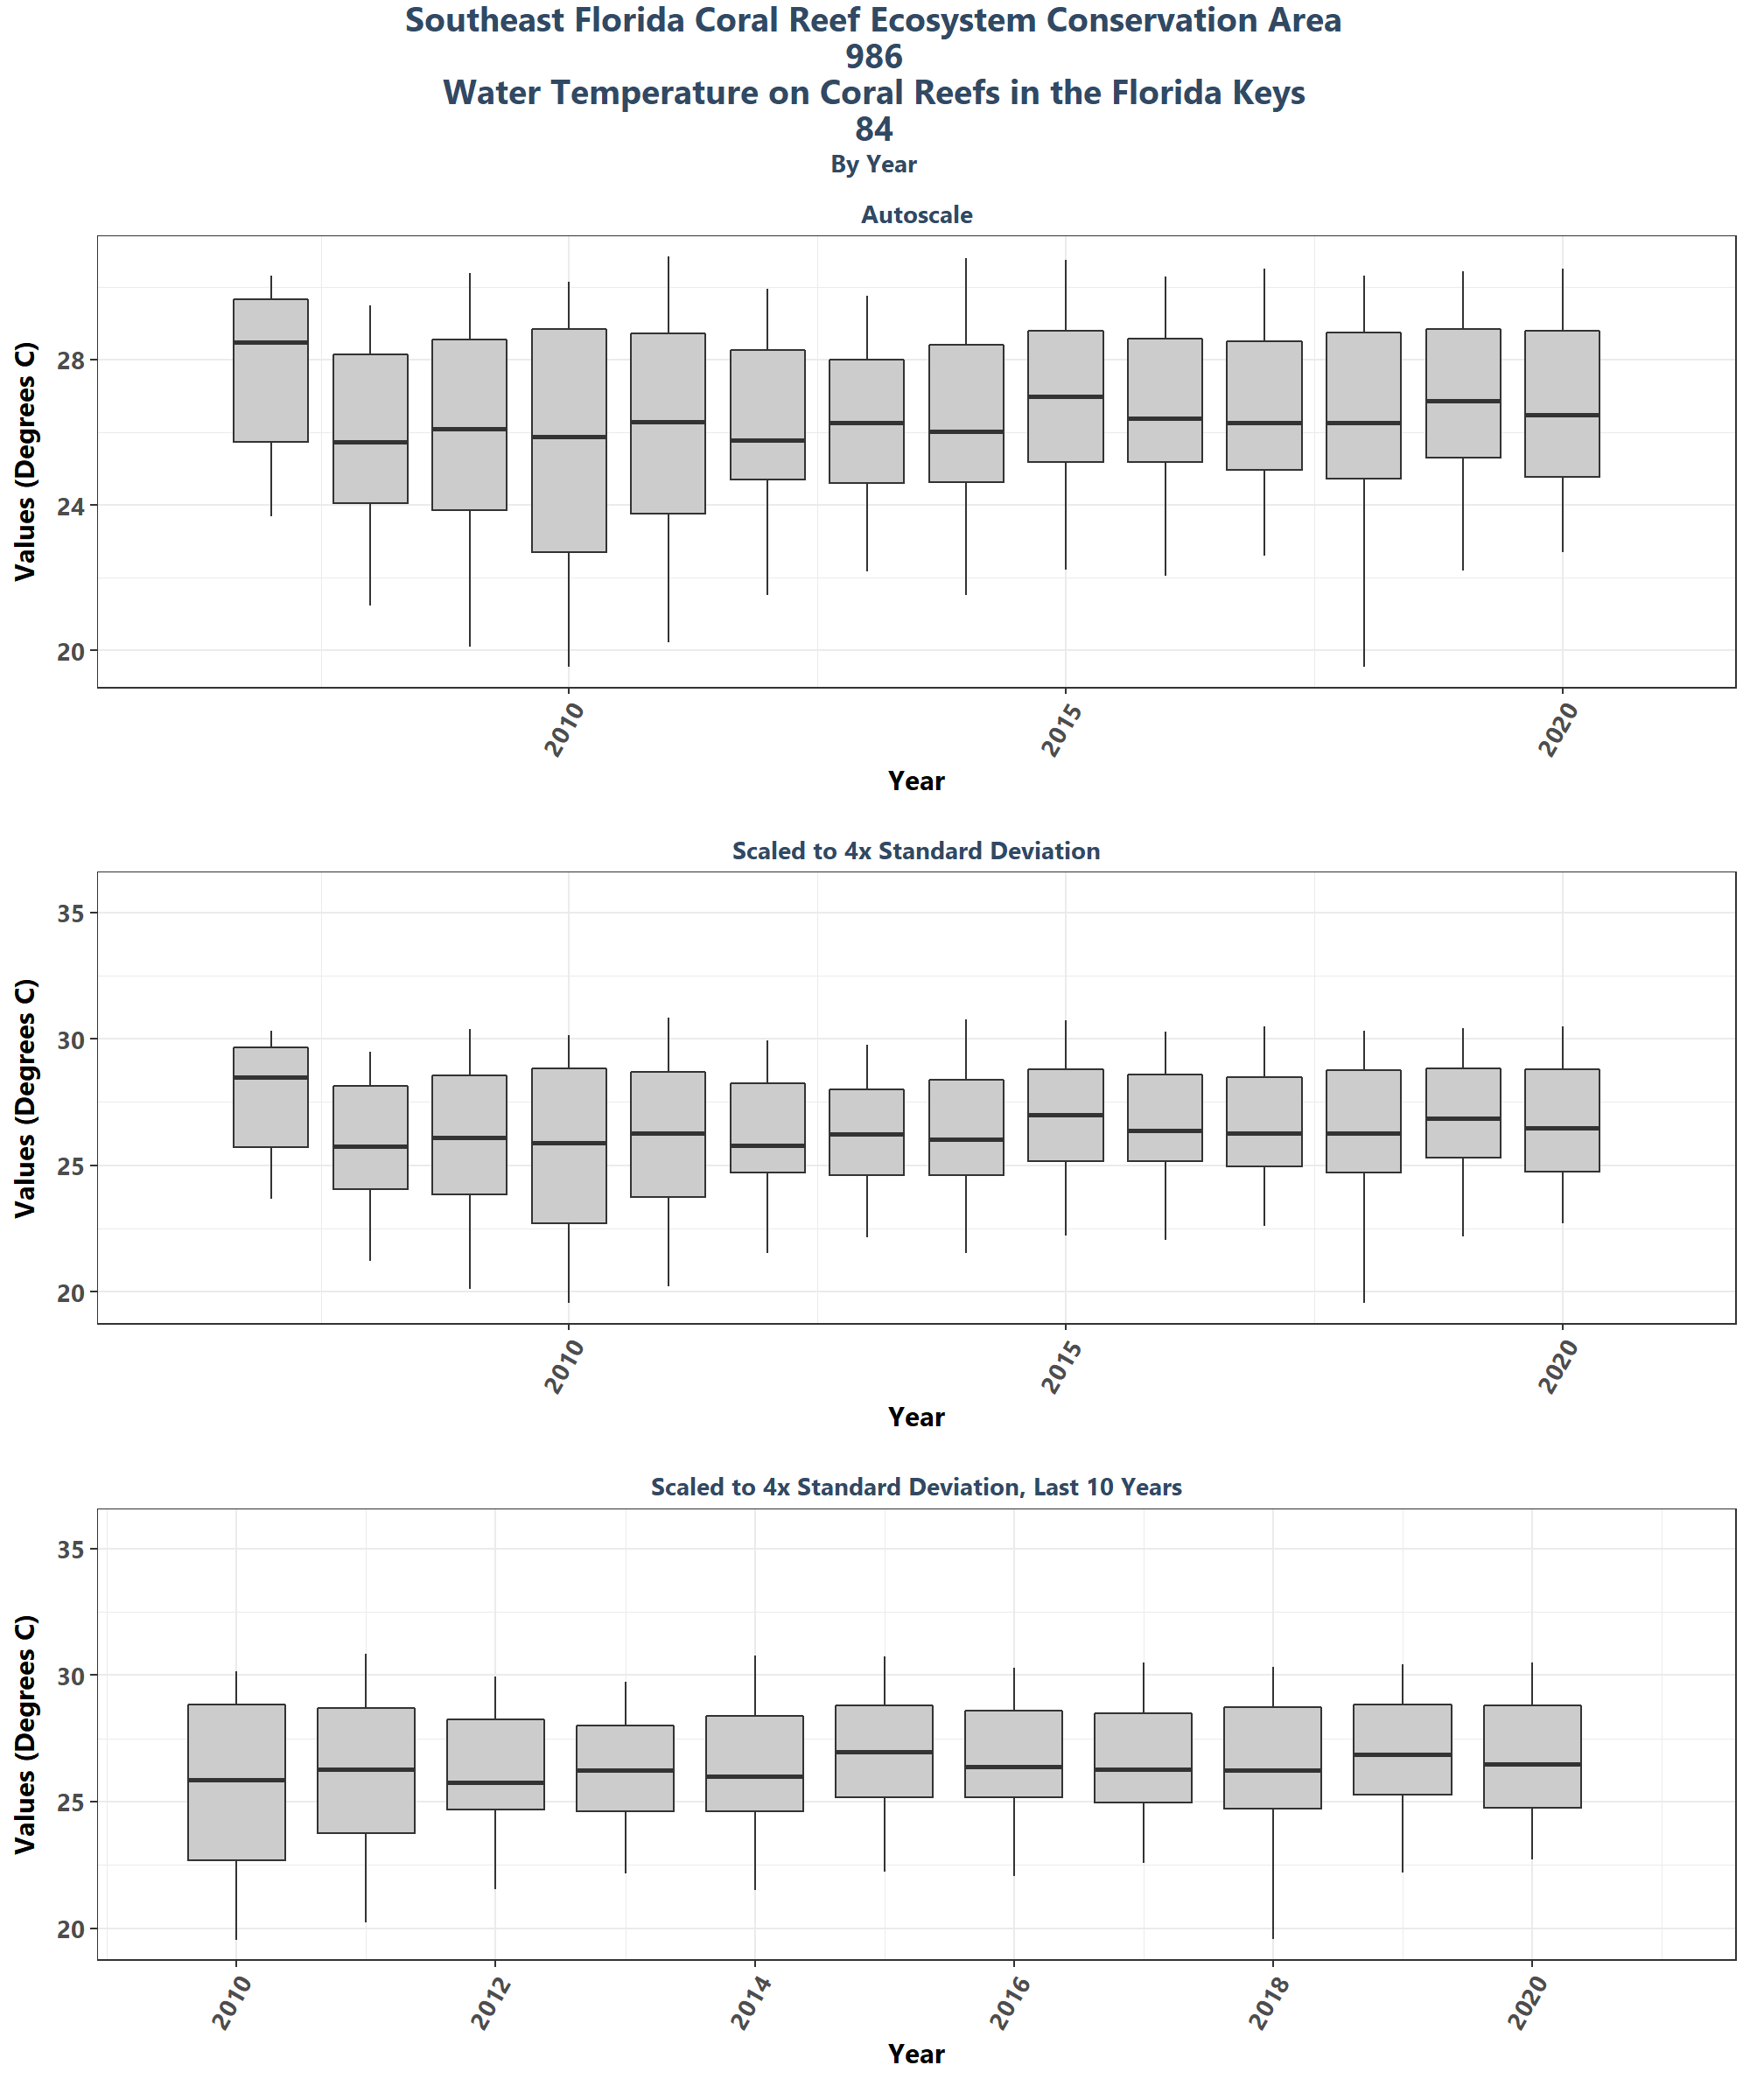 Southeast Florida Coral Reef Ecosystem Conservation Area
986
Water Temperature on Coral Reefs in the Florida Keys
84
By Year
Autoscale
Values (Degrees C)
28
24
20
2010
2015
2020
Year
Scaled to 4x Standard Deviation
Values (Degrees C)
35
30
25
20
2010
2015
2020
Year
Scaled to 4x Standard Deviation, Last 10 Years
Values (Degrees C)
35
30
25
20
2010
2012
2014
2016
2018
2020
Year